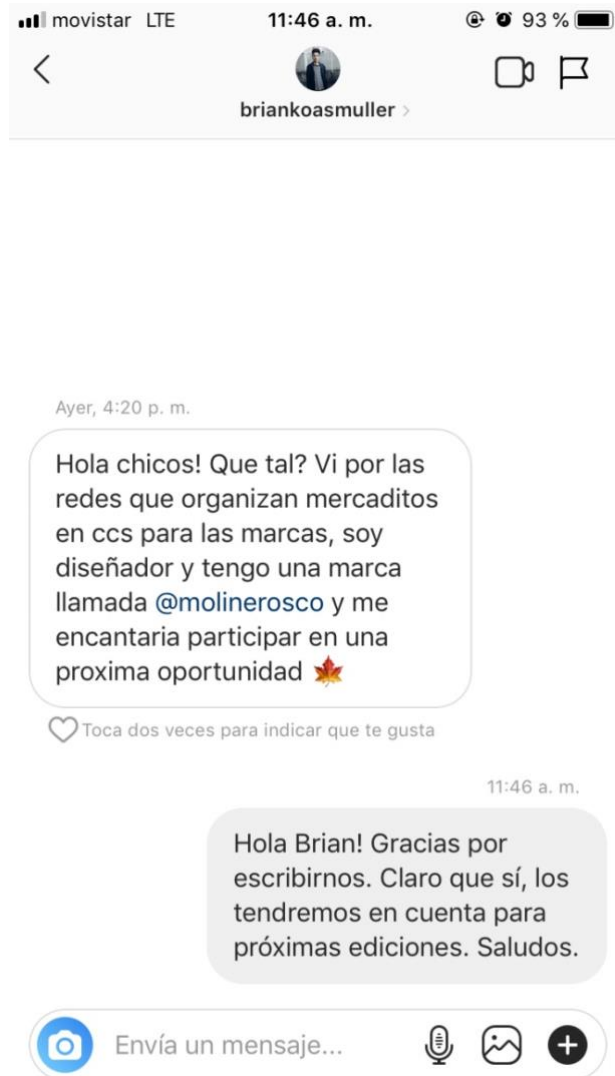 movistar LTE 11:46 a. m. 93 %
briankoasmuller
Ayer, 4:20 p. m.
Hola chicos! Que tal? Vi por las
redes que organizan mercaditos
en ccs para las marcas, soy
diseñador y tengo una marca
llamada @molinerosco y me
encantaria participar en una
proxima oportunidad 🍁
Toca dos veces para indicar que te gusta
11:46 a. m.
Hola Brian! Gracias por
escribirnos. Claro que sí, los
tendremos en cuenta para
próximas ediciones. Saludos.
Envía un mensaje...